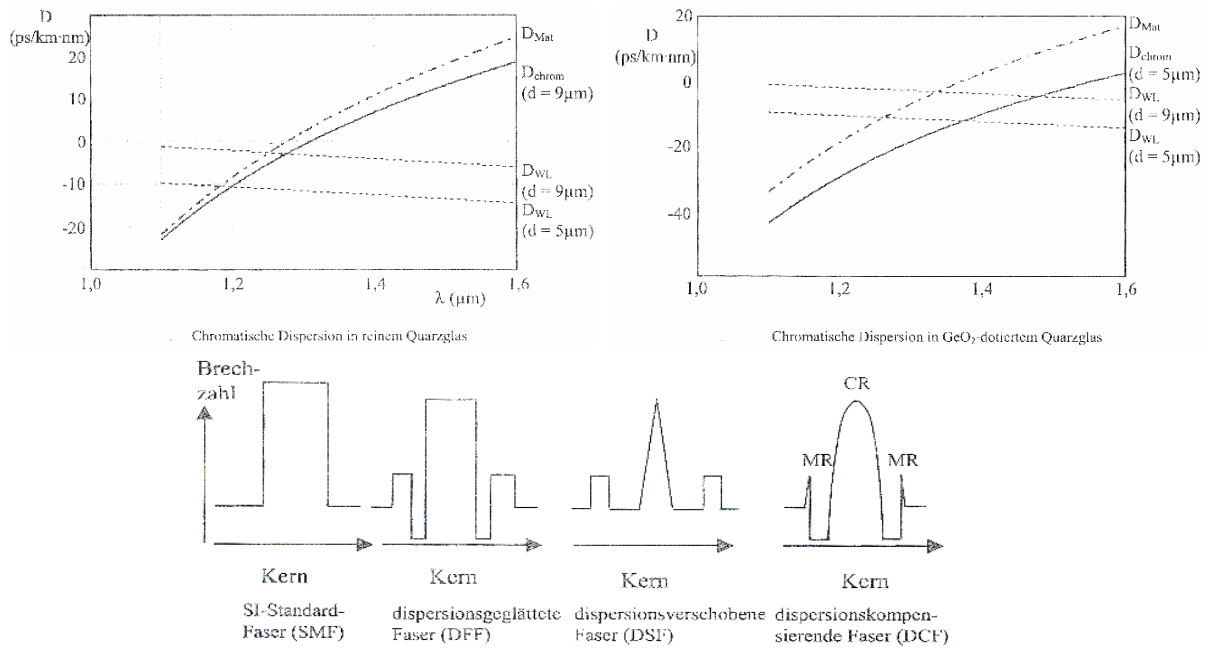 D
(ps/km·nm)
20
10
0
-10
-20
1,0
1,2
1,4
1,6
λ (µm)
D_Mat
D_chrom
(d = 9µm)
D_WL
(d = 9µm)
D_WL
(d = 5µm)
Chromatische Dispersion in reinem Quarzglas
D
(ps/km·nm)
20
0
-20
-40
1,0
1,2
1,4
1,6
D_Mat
D_chrom
(d = 5µm)
D_WL
(d = 9µm)
D_WL
(d = 5µm)
Chromatische Dispersion in GeO₂-dotiertem Quarzglas
Brech-
zahl
CR
MR MR
Kern
Kern
Kern
Kern
SI-Standard-
Faser (SMF)
dispersionsgeglättete
Faser (DFF)
dispersionsverschobene
Faser (DSF)
dispersionskompen-
sierende Faser (DCF)